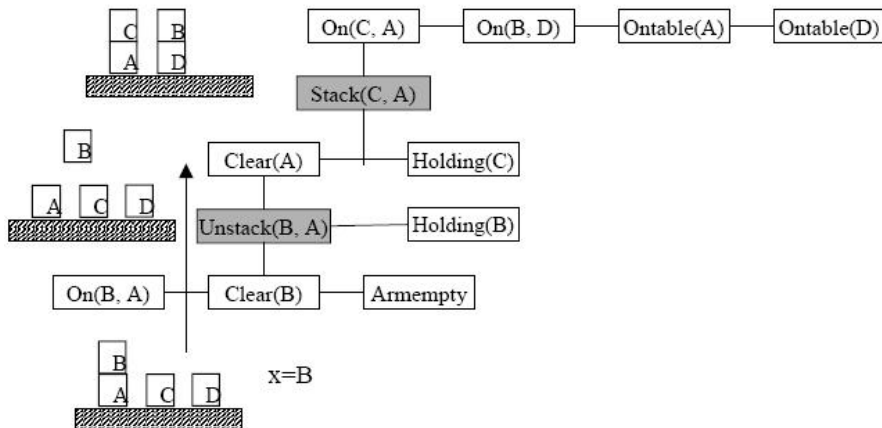 C B On(C, A) On(B, D) Ontable(A) Ontable(D)
A D
Stack(C, A)
B
Clear(A) Holding(C)
A C D
Unstack(B, A) Holding(B)
On(B, A) Clear(B) Armempty
B
A C D x=B